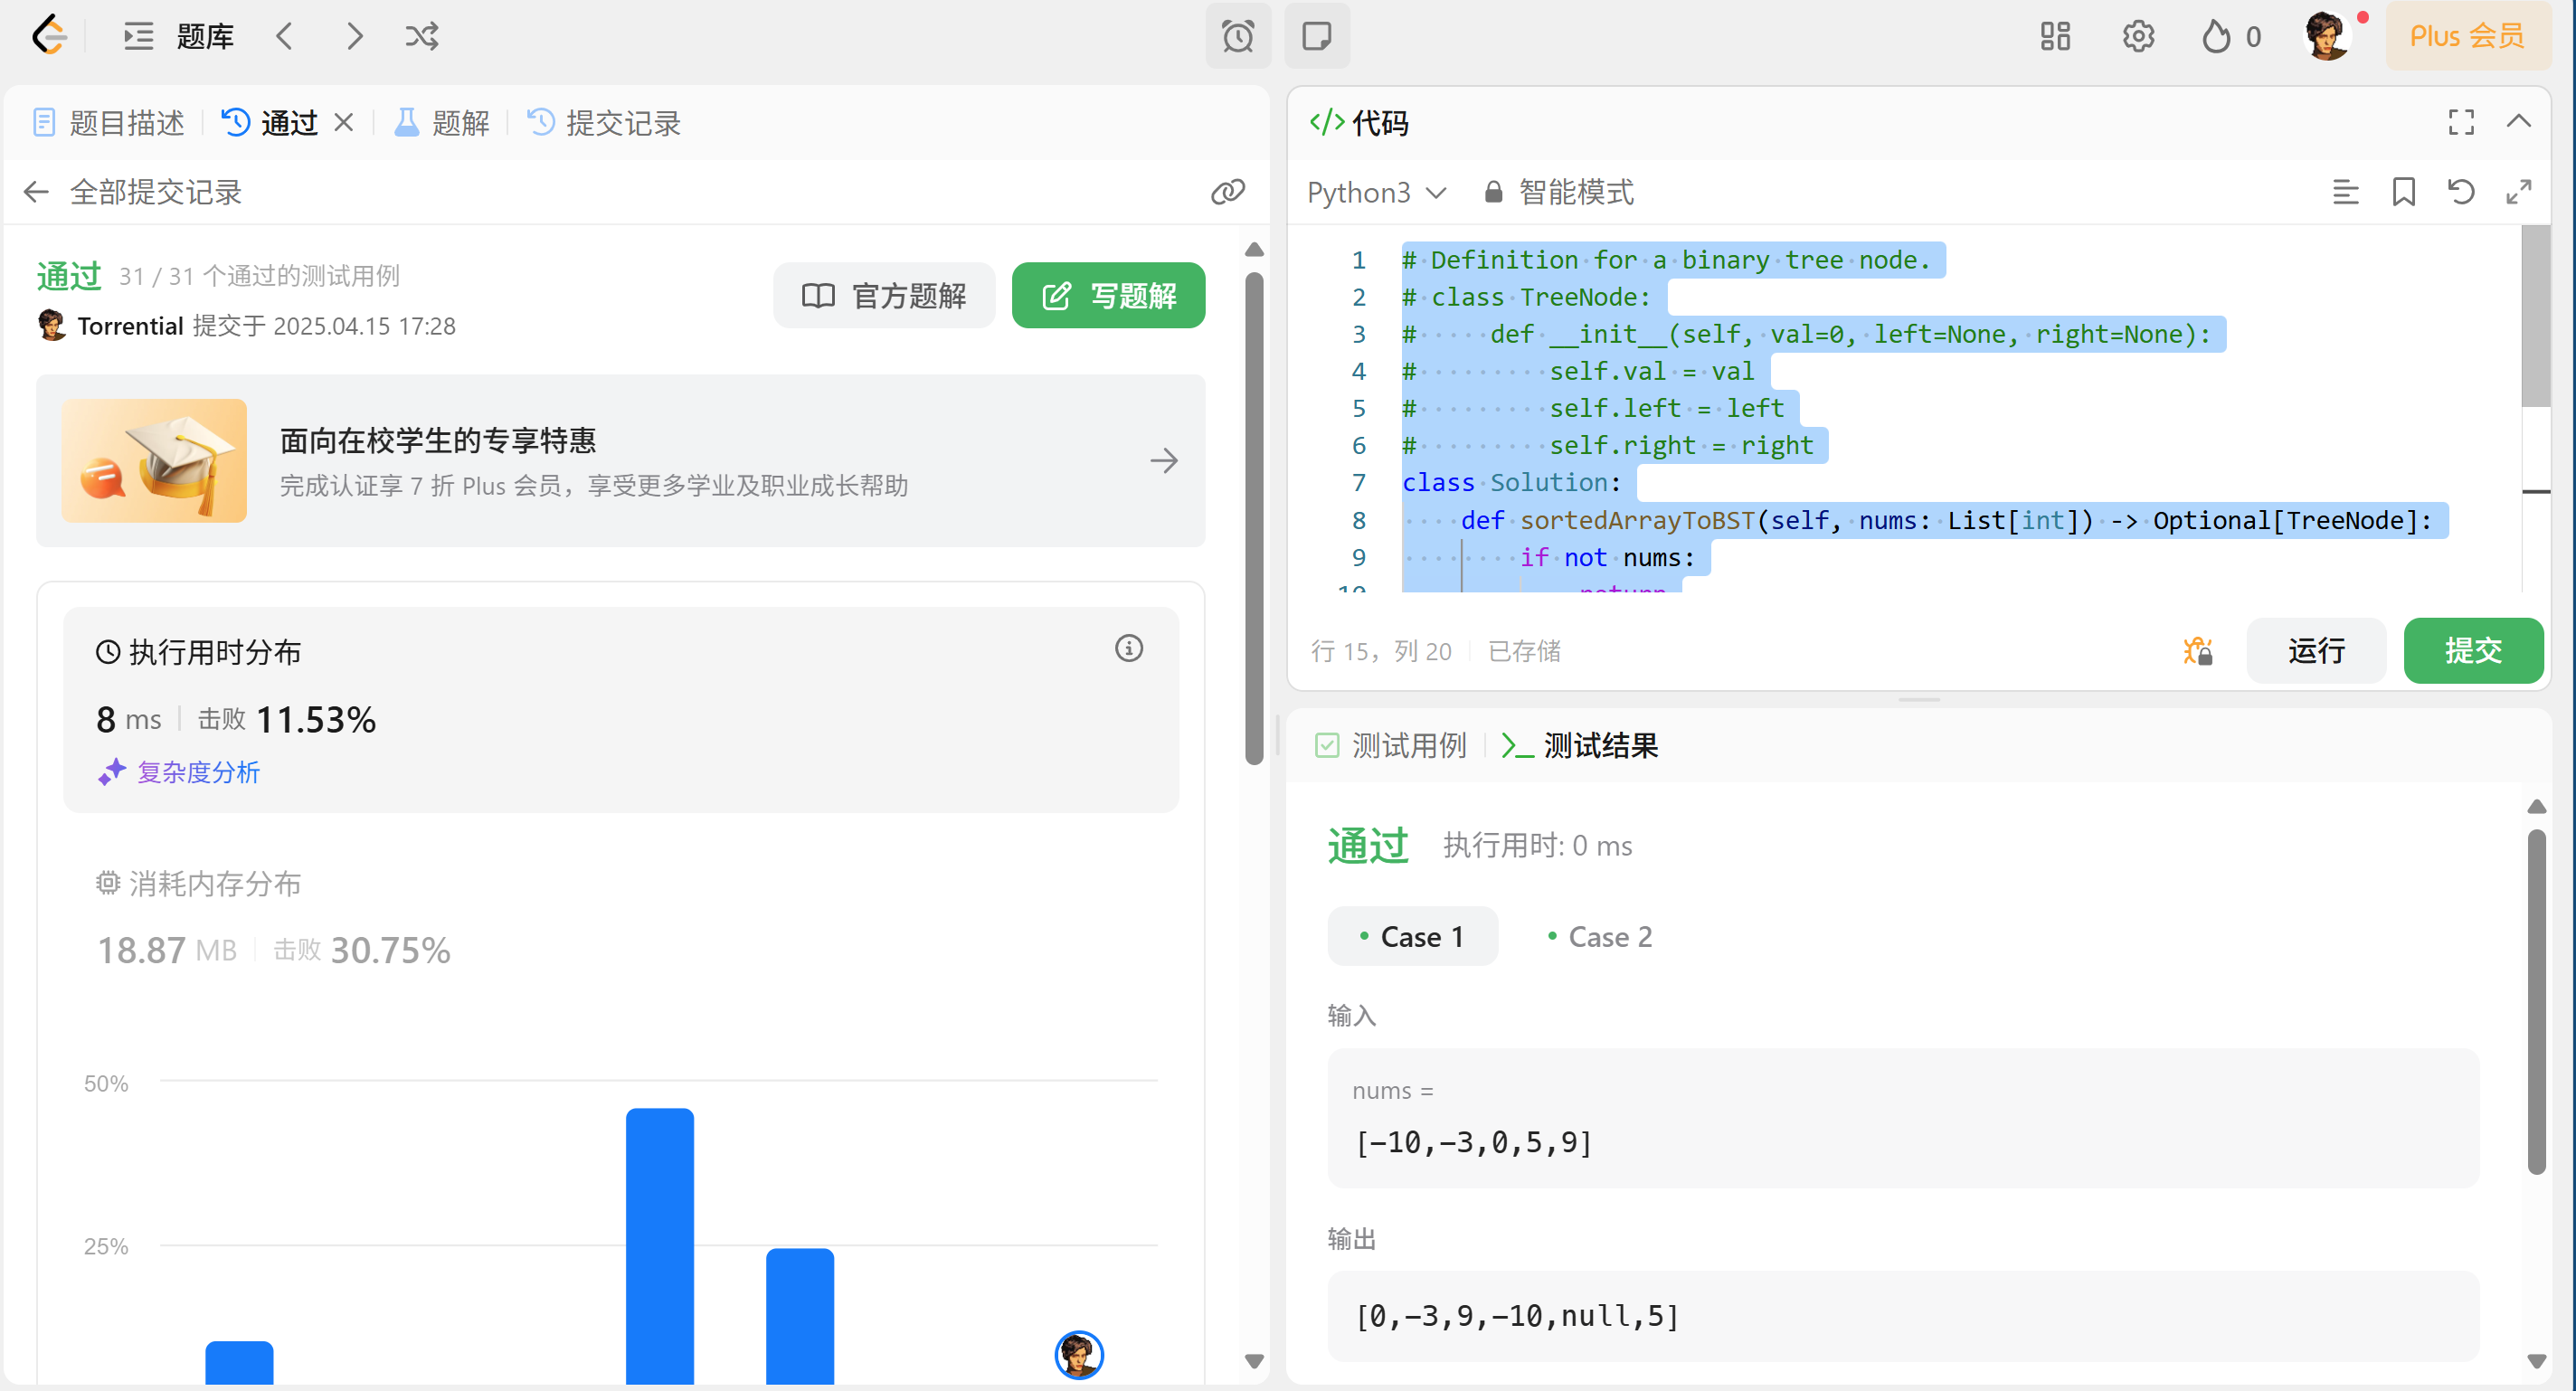 题库
0
Plus 会员
题目描述
通过
题解
提交记录
全部提交记录
通过 31 / 31 个通过的测试用例
Torrential 提交于 2025.04.15 17:28
官方题解
写题解
面向在校学生的专享特惠
完成认证享 7 折 Plus 会员，享受更多学业及职业成长帮助
执行用时分布
8 ms 击败 11.53%
复杂度分析
消耗内存分布
18.87 MB 击败 30.75%
50%
25%
</> 代码
Python3 智能模式
1 # Definition for a binary tree node.
2 # class TreeNode:
3 #     def __init__(self, val=0, left=None, right=None):
4 #         self.val = val
5 #         self.left = left
6 #         self.right = right
7 class Solution:
8     def sortedArrayToBST(self, nums: List[int]) -> Optional[TreeNode]:
9         if not nums:
10             return
行 15，列 20 已存储
运行
提交
测试用例
测试结果
通过 执行用时: 0 ms
Case 1
Case 2
输入
nums =
[-10,-3,0,5,9]
输出
[0,-3,9,-10,null,5]